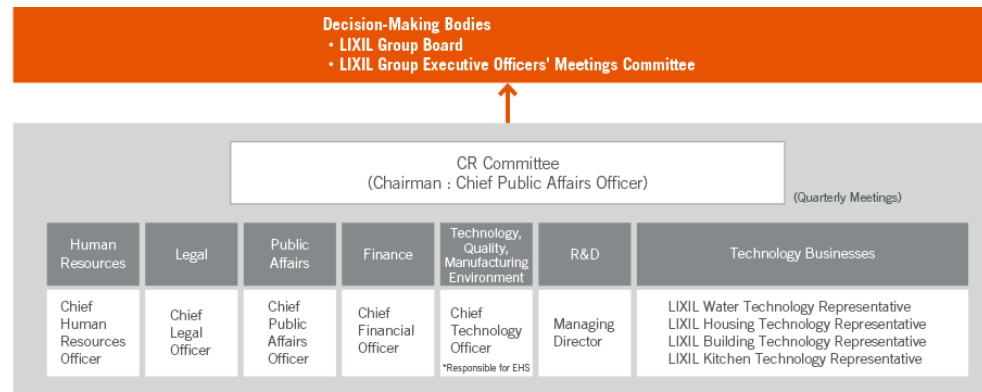 Decision-Making Bodies
・LIXIL Group Board
・LIXIL Group Executive Officers' Meetings Committee
CR Committee
(Chairman : Chief Public Affairs Officer)
(Quarterly Meetings)
Human
Resources
Legal
Public
Affairs
Finance
Technology,
Quality,
Manufacturing
Environment
R&D
Technology Businesses
Chief
Human
Resources
Officer
Chief
Legal
Officer
Chief
Public
Affairs
Officer
Chief
Financial
Officer
Chief
Technology
Officer
*Responsible for EHS
Managing
Director
LIXIL Water Technology Representative
LIXIL Housing Technology Representative
LIXIL Building Technology Representative
LIXIL Kitchen Technology Representative